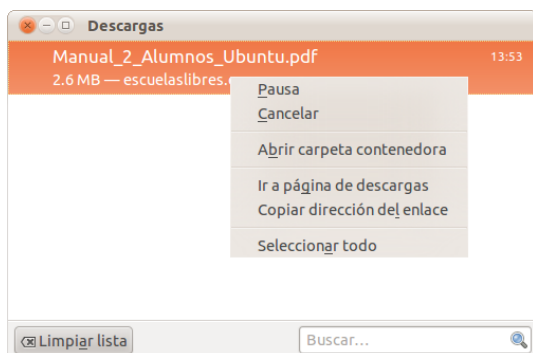 Descargas
Manual_2_Alumnos_Ubuntu.pdf 13:53
2.6 MB — escuelaslibres.
Pausa
Cancelar
Abrir carpeta contenedora
Ir a página de descargas
Copiar dirección del enlace
Seleccionar todo
Limpiar lista
Buscar...